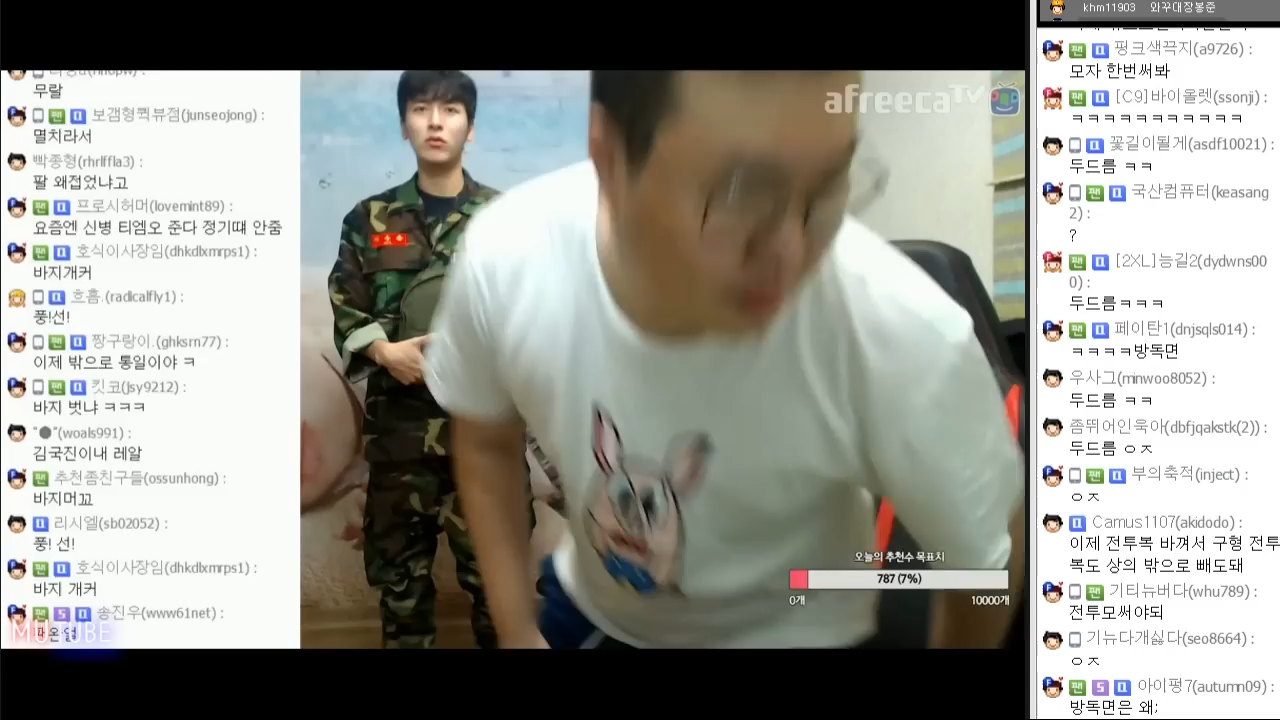 무랄
보갬형쿽뷰점(junseojong) :
멸치라서
빡종형(rhrlffla3) :
팔 왜접었냐고
프로시허머(lovemint89) :
요즘엔 신병 티엠오 준다 정기떄 안줌
호식이사장임(dhkdlxmrps1) :
바지개커
흐흠.(radicalfly1) :
풍!선!
짱구랑이.(ghksrn77) :
이제 밖으로 통일이야 ㅋ
킷코(jsy9212) :
바지 벗냐 ㅋㅋㅋ
"●"(woals991) :
김국진이내 레알
추천좀친구들(ossunhong) :
바지머꼬
리시엘(sb02052) :
풍! 선!
호식이사장임(dhkdlxmrps1) :
바지 개커
송진우(www61net) :
afreecaTV
오늘의 추천수 목표치
787 (7%)
0개 10000개
khm11903 와꾸대장봉준
핑크색꾹지(a9726) :
모자 한번써봐
[C9]바이올렛(ssonji) :
ㅋㅋㅋㅋㅋㅋㅋㅋㅋㅋㅋ
꽃길이될게(asdf10021) :
두드름 ㅋㅋ
국산컴퓨터(keasang
2) :
?
[2XL]늠길2(dydwns00
0) :
두드름ㅋㅋㅋ
페이탄1(dnjsqls014) :
ㅋㅋㅋㅋ방독면
우사그(minwoo8052) :
두드름 ㅋㅋ
좀뛰어인욱아(dbfjqakstk(2)) :
두드름 ㅇㅈ
부의축적(inject) :
ㅇㅈ
Camus1107(akidodo) :
이제 전투복 바껴서 구형 전투
복도 상의 밖으로 빼도돼
기티뉴버다(whu789) :
전투모써야되
기뉴다개싫다(seo8664) :
ㅇㅈ
아이평7(autumn09) :
방독면은 왜;